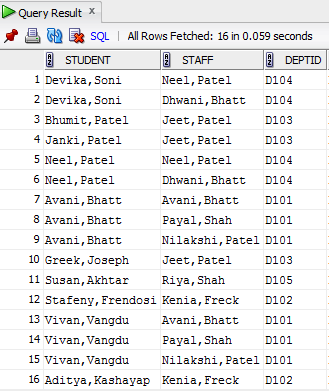 Query Result x
SQL | All Rows Fetched: 16 in 0.059 seconds
STUDENT STAFF DEPTID
1 Devika,Soni Neel,Patel D104
2 Devika,Soni Dhwani,Bhatt D104
3 Bhumit,Patel Jeet,Patel D103
4 Janki,Patel Jeet,Patel D103
5 Neel,Patel Neel,Patel D104
6 Neel,Patel Dhwani,Bhatt D104
7 Avani,Bhatt Avani,Bhatt D101
8 Avani,Bhatt Payal,Shah D101
9 Avani,Bhatt Nilakshi,Patel D101
10 Greek,Joseph Jeet,Patel D103
11 Susan,Akhtar Riya,Shah D105
12 Stafeny,Frendosi Kenia,Freck D102
13 Vivan,Vangdu Avani,Bhatt D101
14 Vivan,Vangdu Payal,Shah D101
15 Vivan,Vangdu Nilakshi,Patel D101
16 Aditya,Kashayap Kenia,Freck D102